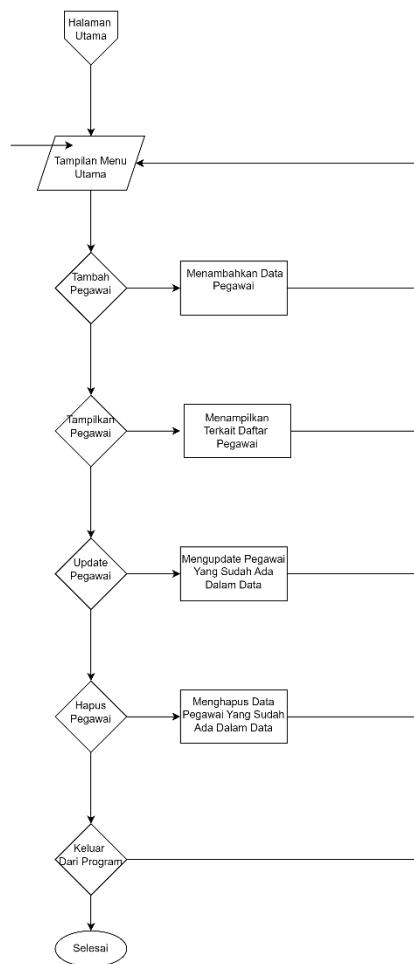 Halaman
Utama
Tampilan Menu
Utama
Tambah
Pegawai
Menambahkan Data
Pegawai
Tampilkan
Pegawai
Menampilkan
Terkait Daftar
Pegawai
Update
Pegawai
Mengupdate Pegawai
Yang Sudah Ada
Dalam Data
Hapus
Pegawai
Menghapus Data
Pegawai Yang Sudah
Ada Dalam Data
Keluar
Dari Program
Selesai